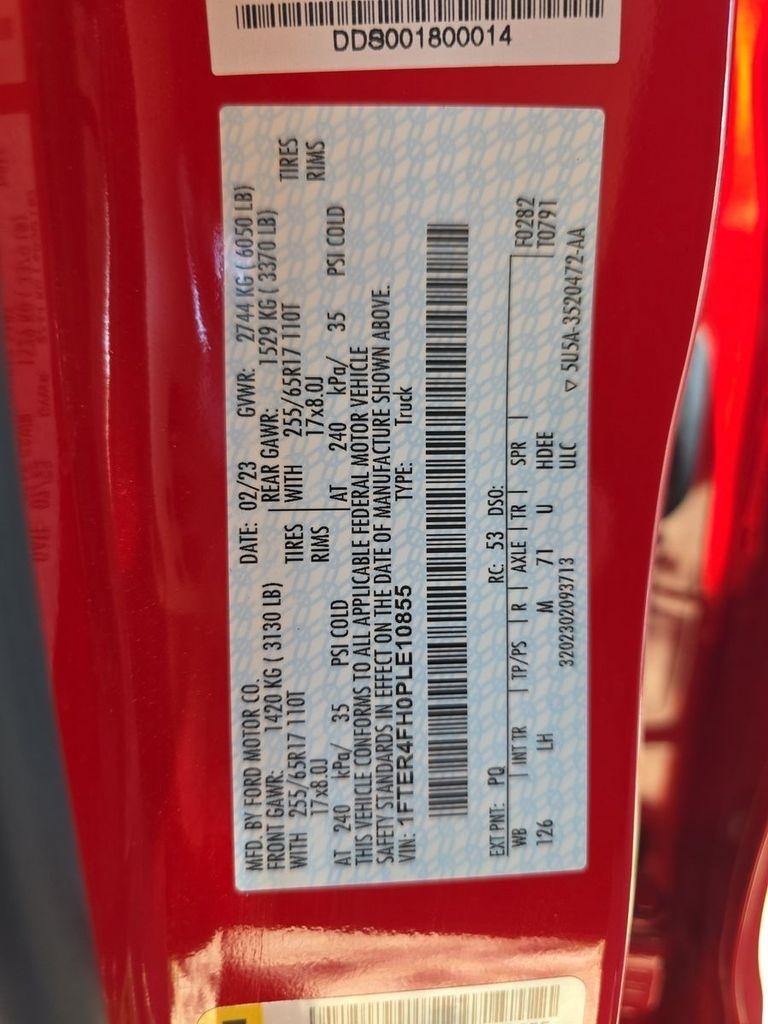 DDS001800014
MFD. BY FORD MOTOR CO. DATE: 02/23 GVWR: 2744 KG ( 6050 LB)
FRONT GAWR: 1420 KG ( 3130 LB) REAR GAWR: 1529 KG ( 3370 LB)
WITH 255/65R17 110T TIRES WITH 255/65R17 110T TIRES
17x8.0J RIMS 17x8.0J RIMS
AT 240 kPa/ 35 PSI COLD AT 240 kPa/ 35 PSI COLD
THIS VEHICLE CONFORMS TO ALL APPLICABLE FEDERAL MOTOR VEHICLE
SAFETY STANDARDS IN EFFECT ON THE DATE OF MANUFACTURE SHOWN ABOVE.
VIN: 1FTER4FH0PLE10855 TYPE: Truck
EXT PNT: PQ RC: 53 DSO:
WB INT TR TP/PS R AXLE TR SPR F0282
126 LH M 71 U HDEE T079T
3202302093713 ULC ▽ 5U5A-3520472-AA